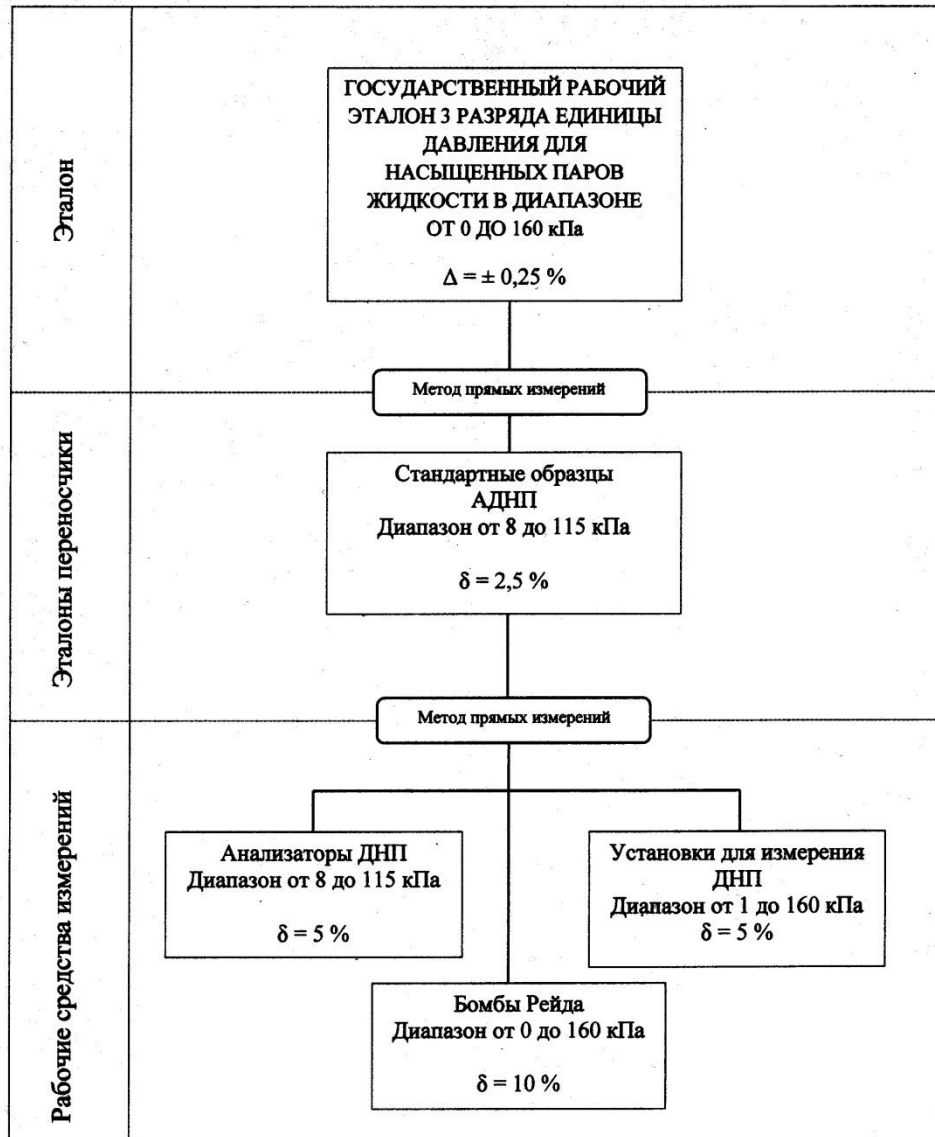 Эталон
ГОСУДАРСТВЕННЫЙ РАБОЧИЙ
ЭТАЛОН 3 РАЗРЯДА ЕДИНИЦЫ
ДАВЛЕНИЯ ДЛЯ
НАСЫЩЕННЫХ ПАРОВ
ЖИДКОСТИ В ДИАПАЗОНЕ
ОТ 0 ДО 160 кПа
Δ = ± 0,25 %
Метод прямых измерений
Эталоны переносчики
Стандартные образцы
АДНП
Диапазон от 8 до 115 кПа
δ = 2,5 %
Метод прямых измерений
Рабочие средства измерений
Анализаторы ДНП
Диапазон от 8 до 115 кПа
δ = 5 %
Установки для измерения
ДНП
Диапазон от 1 до 160 кПа
δ = 5 %
Бомбы Рейда
Диапазон от 0 до 160 кПа
δ = 10 %